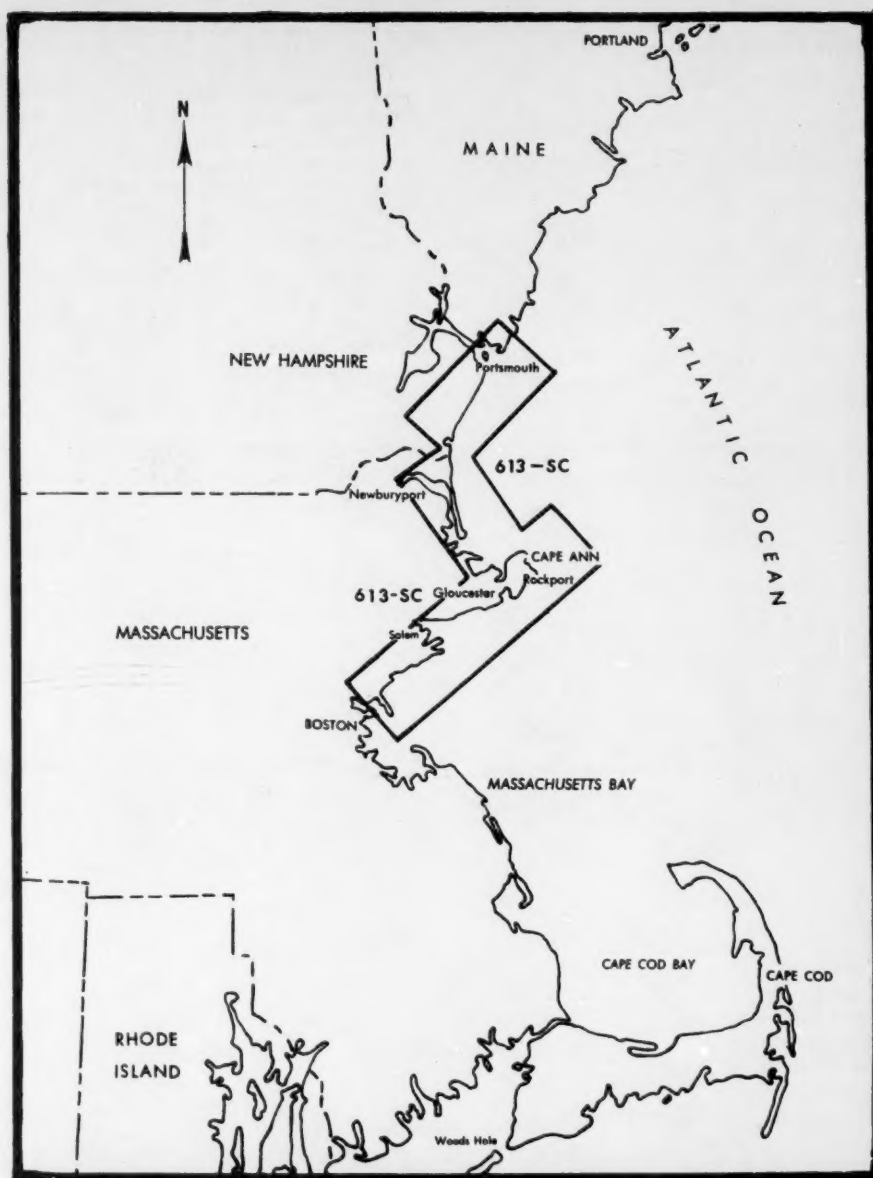 PORTLAND
N
MAINE
ATLANTIC OCEAN
NEW HAMPSHIRE
Portsmouth
613-SC
Newburyport
CAPE ANN
Rockport
613-SC
Gloucester
MASSACHUSETTS
Salem
BOSTON
MASSACHUSETTS BAY
CAPE COD BAY
CAPE COD
RHODE
ISLAND
Woods Hole